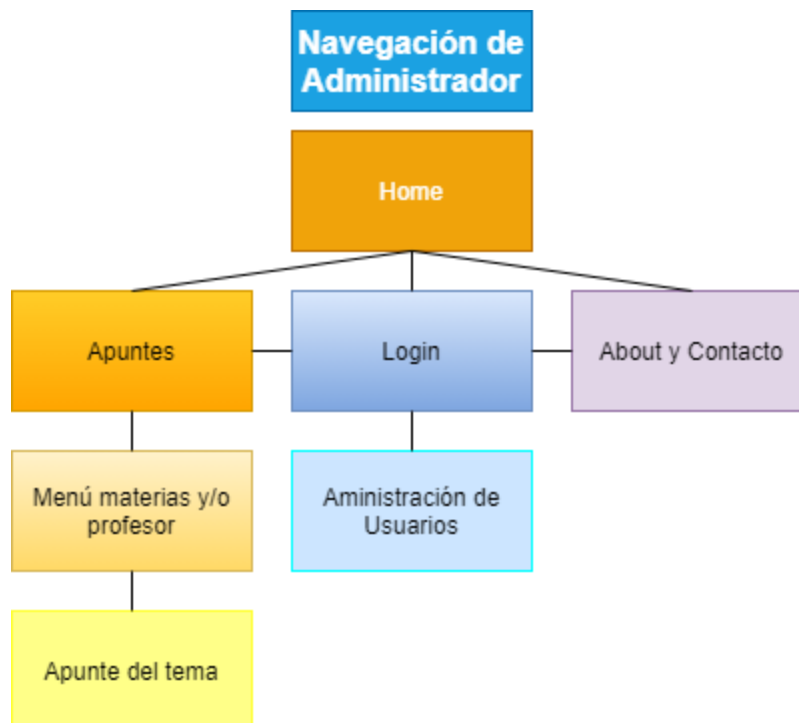 Navegación de
Administrador
Home
Apuntes
Login
About y Contacto
Menú materias y/o
profesor
Aministración de
Usuarios
Apunte del tema